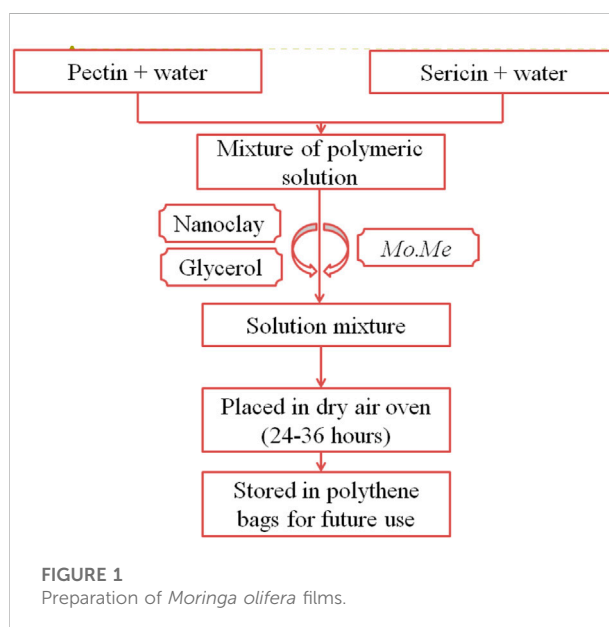 Pectin + water
Sericin + water
Mixture of polymeric
solution
Nanoclay
Glycerol
Mo.Me
Solution mixture
Placed in dry air oven
(24-36 hours)
Stored in polythene
bags for future use
FIGURE 1
Preparation of Moringa olifera films.